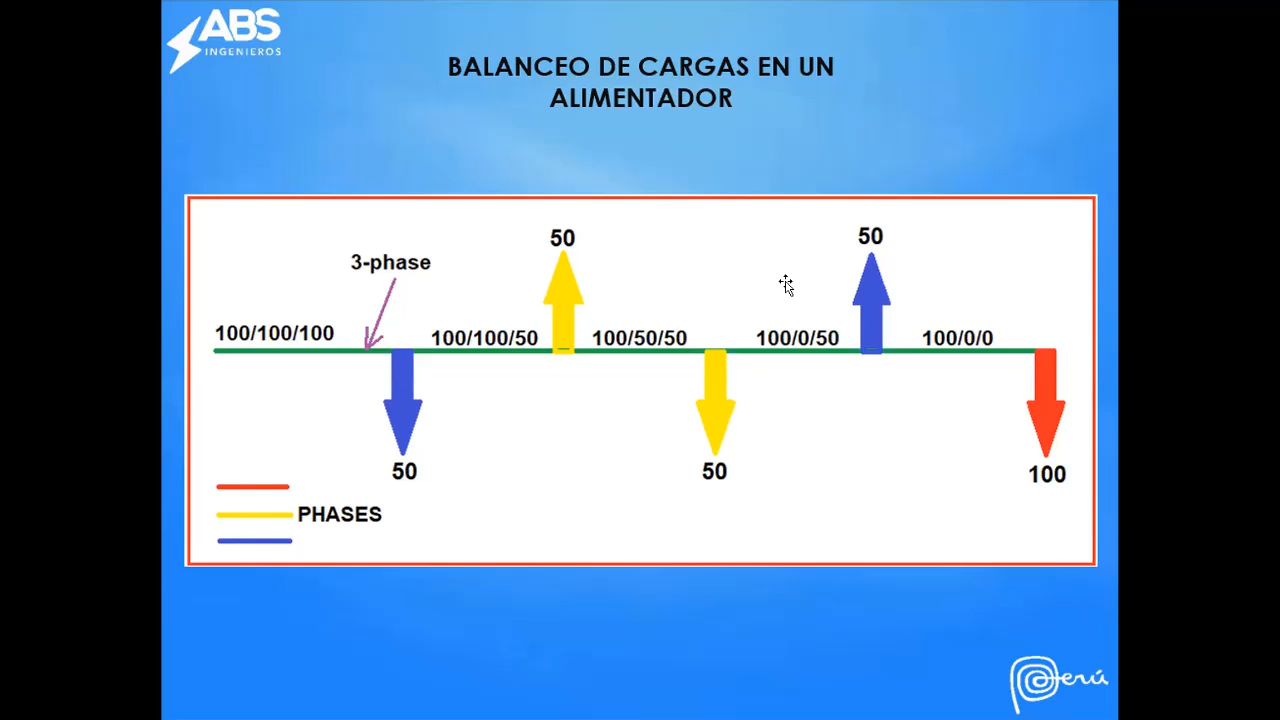 ABS
INGENIEROS
BALANCEO DE CARGAS EN UN
ALIMENTADOR
50
50
3-phase
100/100/100
100/100/50
100/50/50
100/0/50
100/0/0
50
50
100
PHASES
Perú